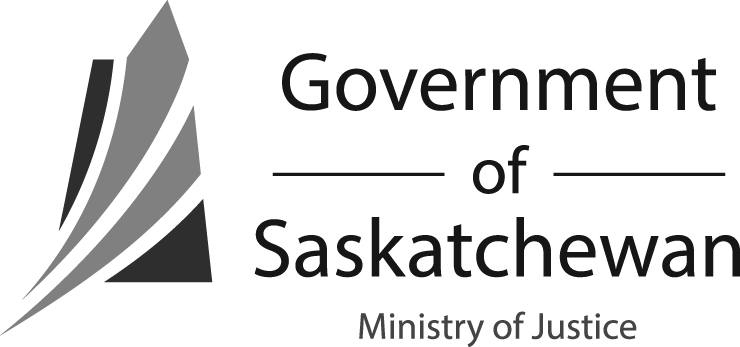 Government
of
Saskatchewan
Ministry of Justice